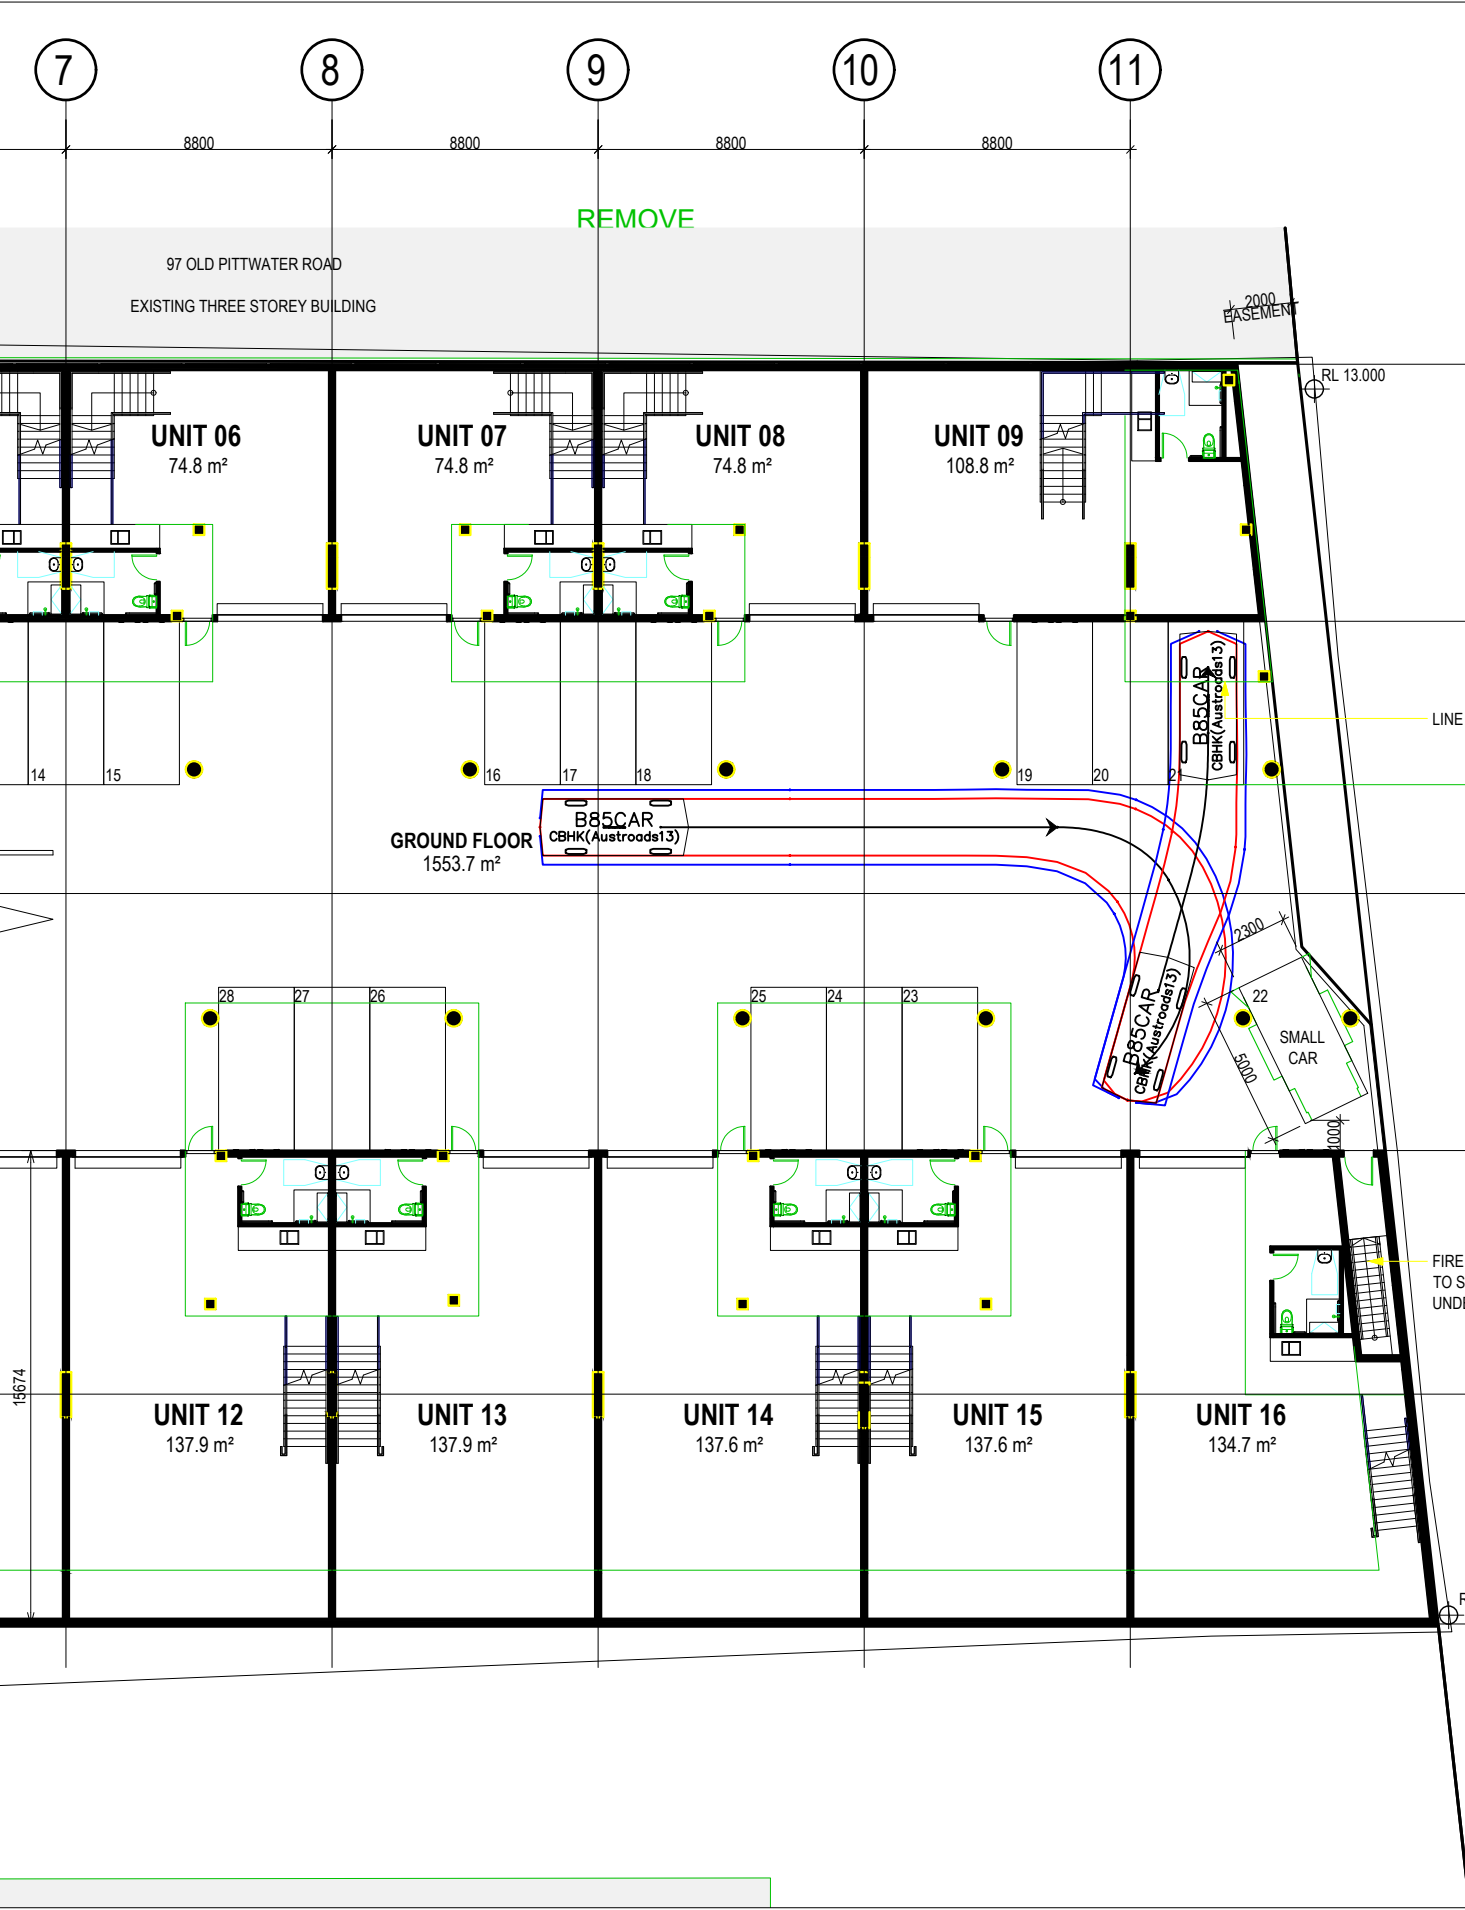 7 8 9 10 11
8800 8800 8800 8800
REMOVE
97 OLD PITTWATER ROAD
EXISTING THREE STOREY BUILDING
2000
EASEMENT
RL 13.000
UNIT 06
74.8 m²
UNIT 07
74.8 m²
UNIT 08
74.8 m²
UNIT 09
108.8 m²
14 15 16 17 18 19 20 21
B85CAR
CBHK(Austroads13)
LINE
GROUND FLOOR
1553.7 m²
B85CAR
CBHK(Austroads13)
B85CAR
CBHK(Austroads13)
2300
5000
1000
22
SMALL
CAR
28 27 26 25 24 23
FIRE
TO S
UNDE
15674
UNIT 12
137.9 m²
UNIT 13
137.9 m²
UNIT 14
137.6 m²
UNIT 15
137.6 m²
UNIT 16
134.7 m²
R